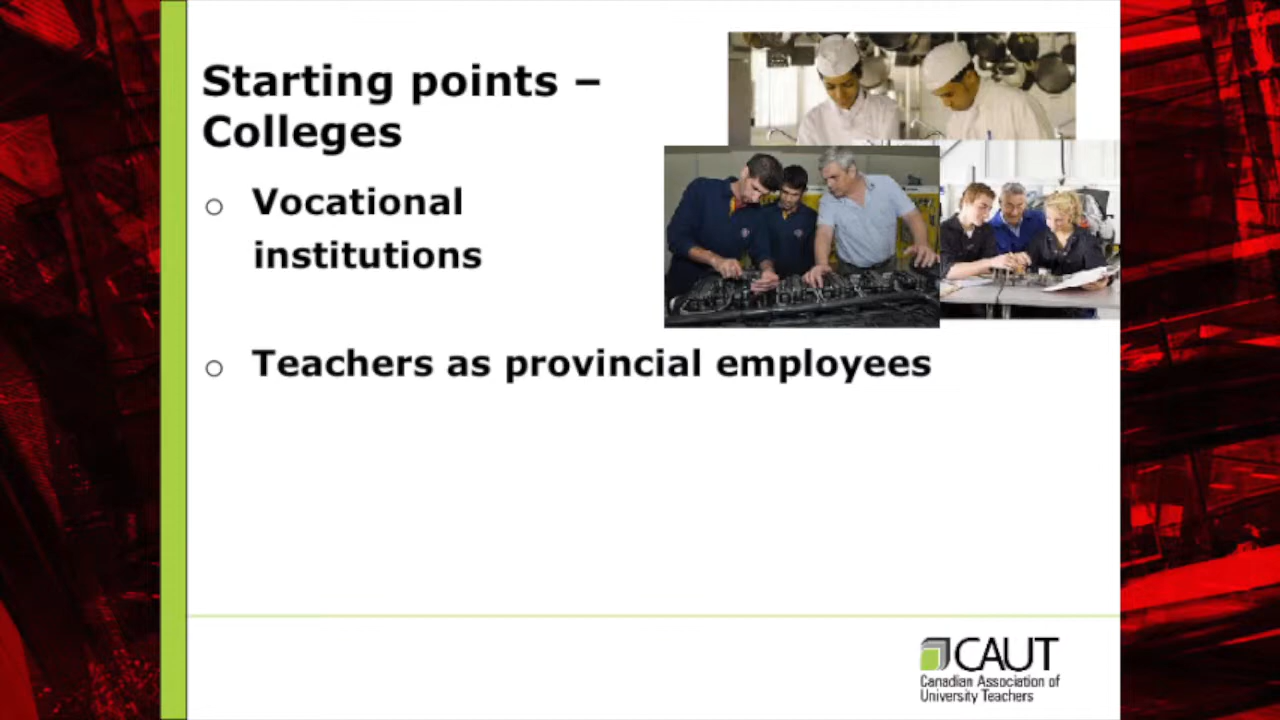 Starting points –
Colleges
Vocational
institutions
Teachers as provincial employees
CAUT
Canadian Association of
University Teachers